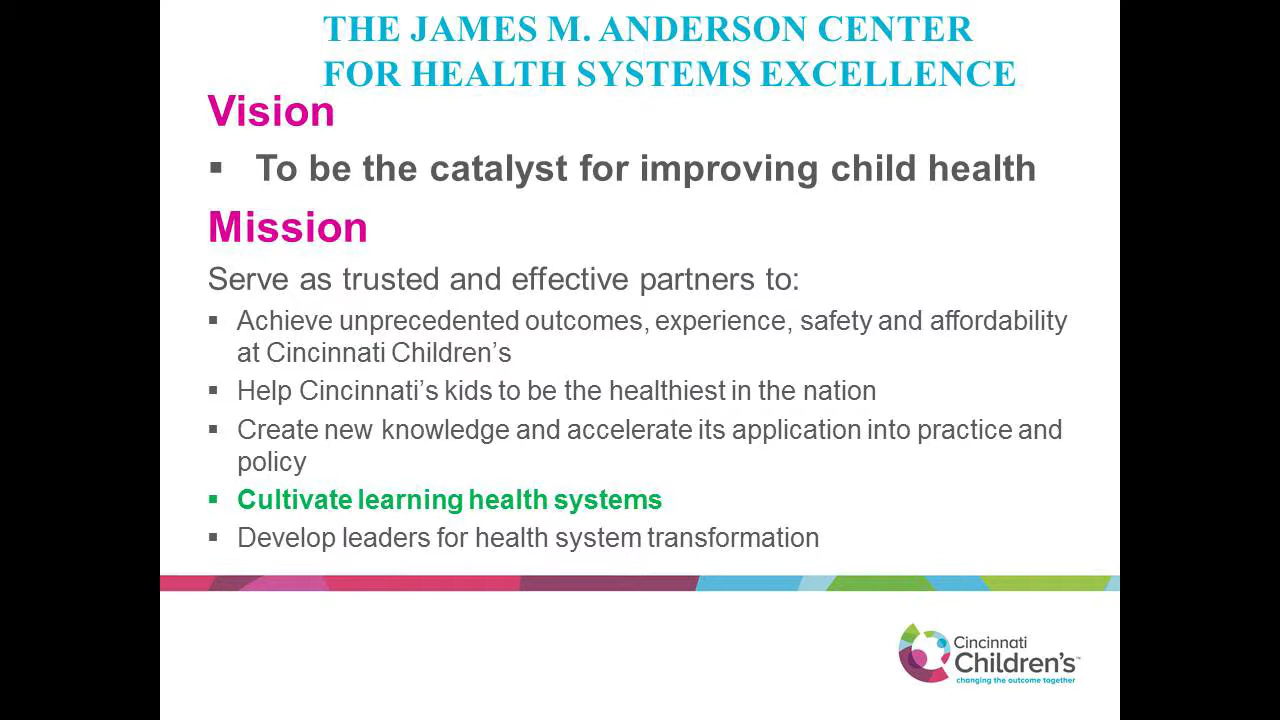 THE JAMES M. ANDERSON CENTER
FOR HEALTH SYSTEMS EXCELLENCE
Vision
▪ To be the catalyst for improving child health
Mission
Serve as trusted and effective partners to:
▪ Achieve unprecedented outcomes, experience, safety and affordability
at Cincinnati Children’s
▪ Help Cincinnati’s kids to be the healthiest in the nation
▪ Create new knowledge and accelerate its application into practice and
policy
▪ Cultivate learning health systems
▪ Develop leaders for health system transformation
Cincinnati
Children’s™
changing the outcome together